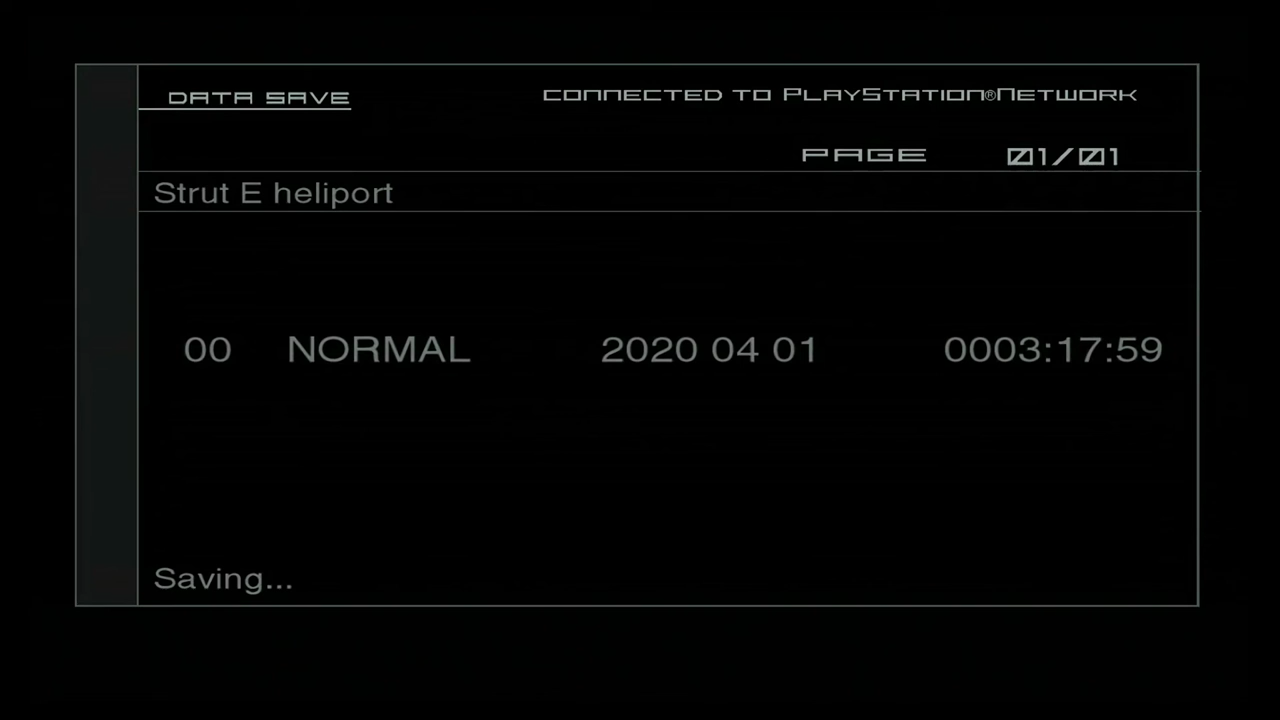 DATA SAVE
CONNECTED TO PLAYSTATION®NETWORK
PAGE 01/01
Strut E heliport
00 NORMAL 2020 04 01 0003:17:59
Saving...